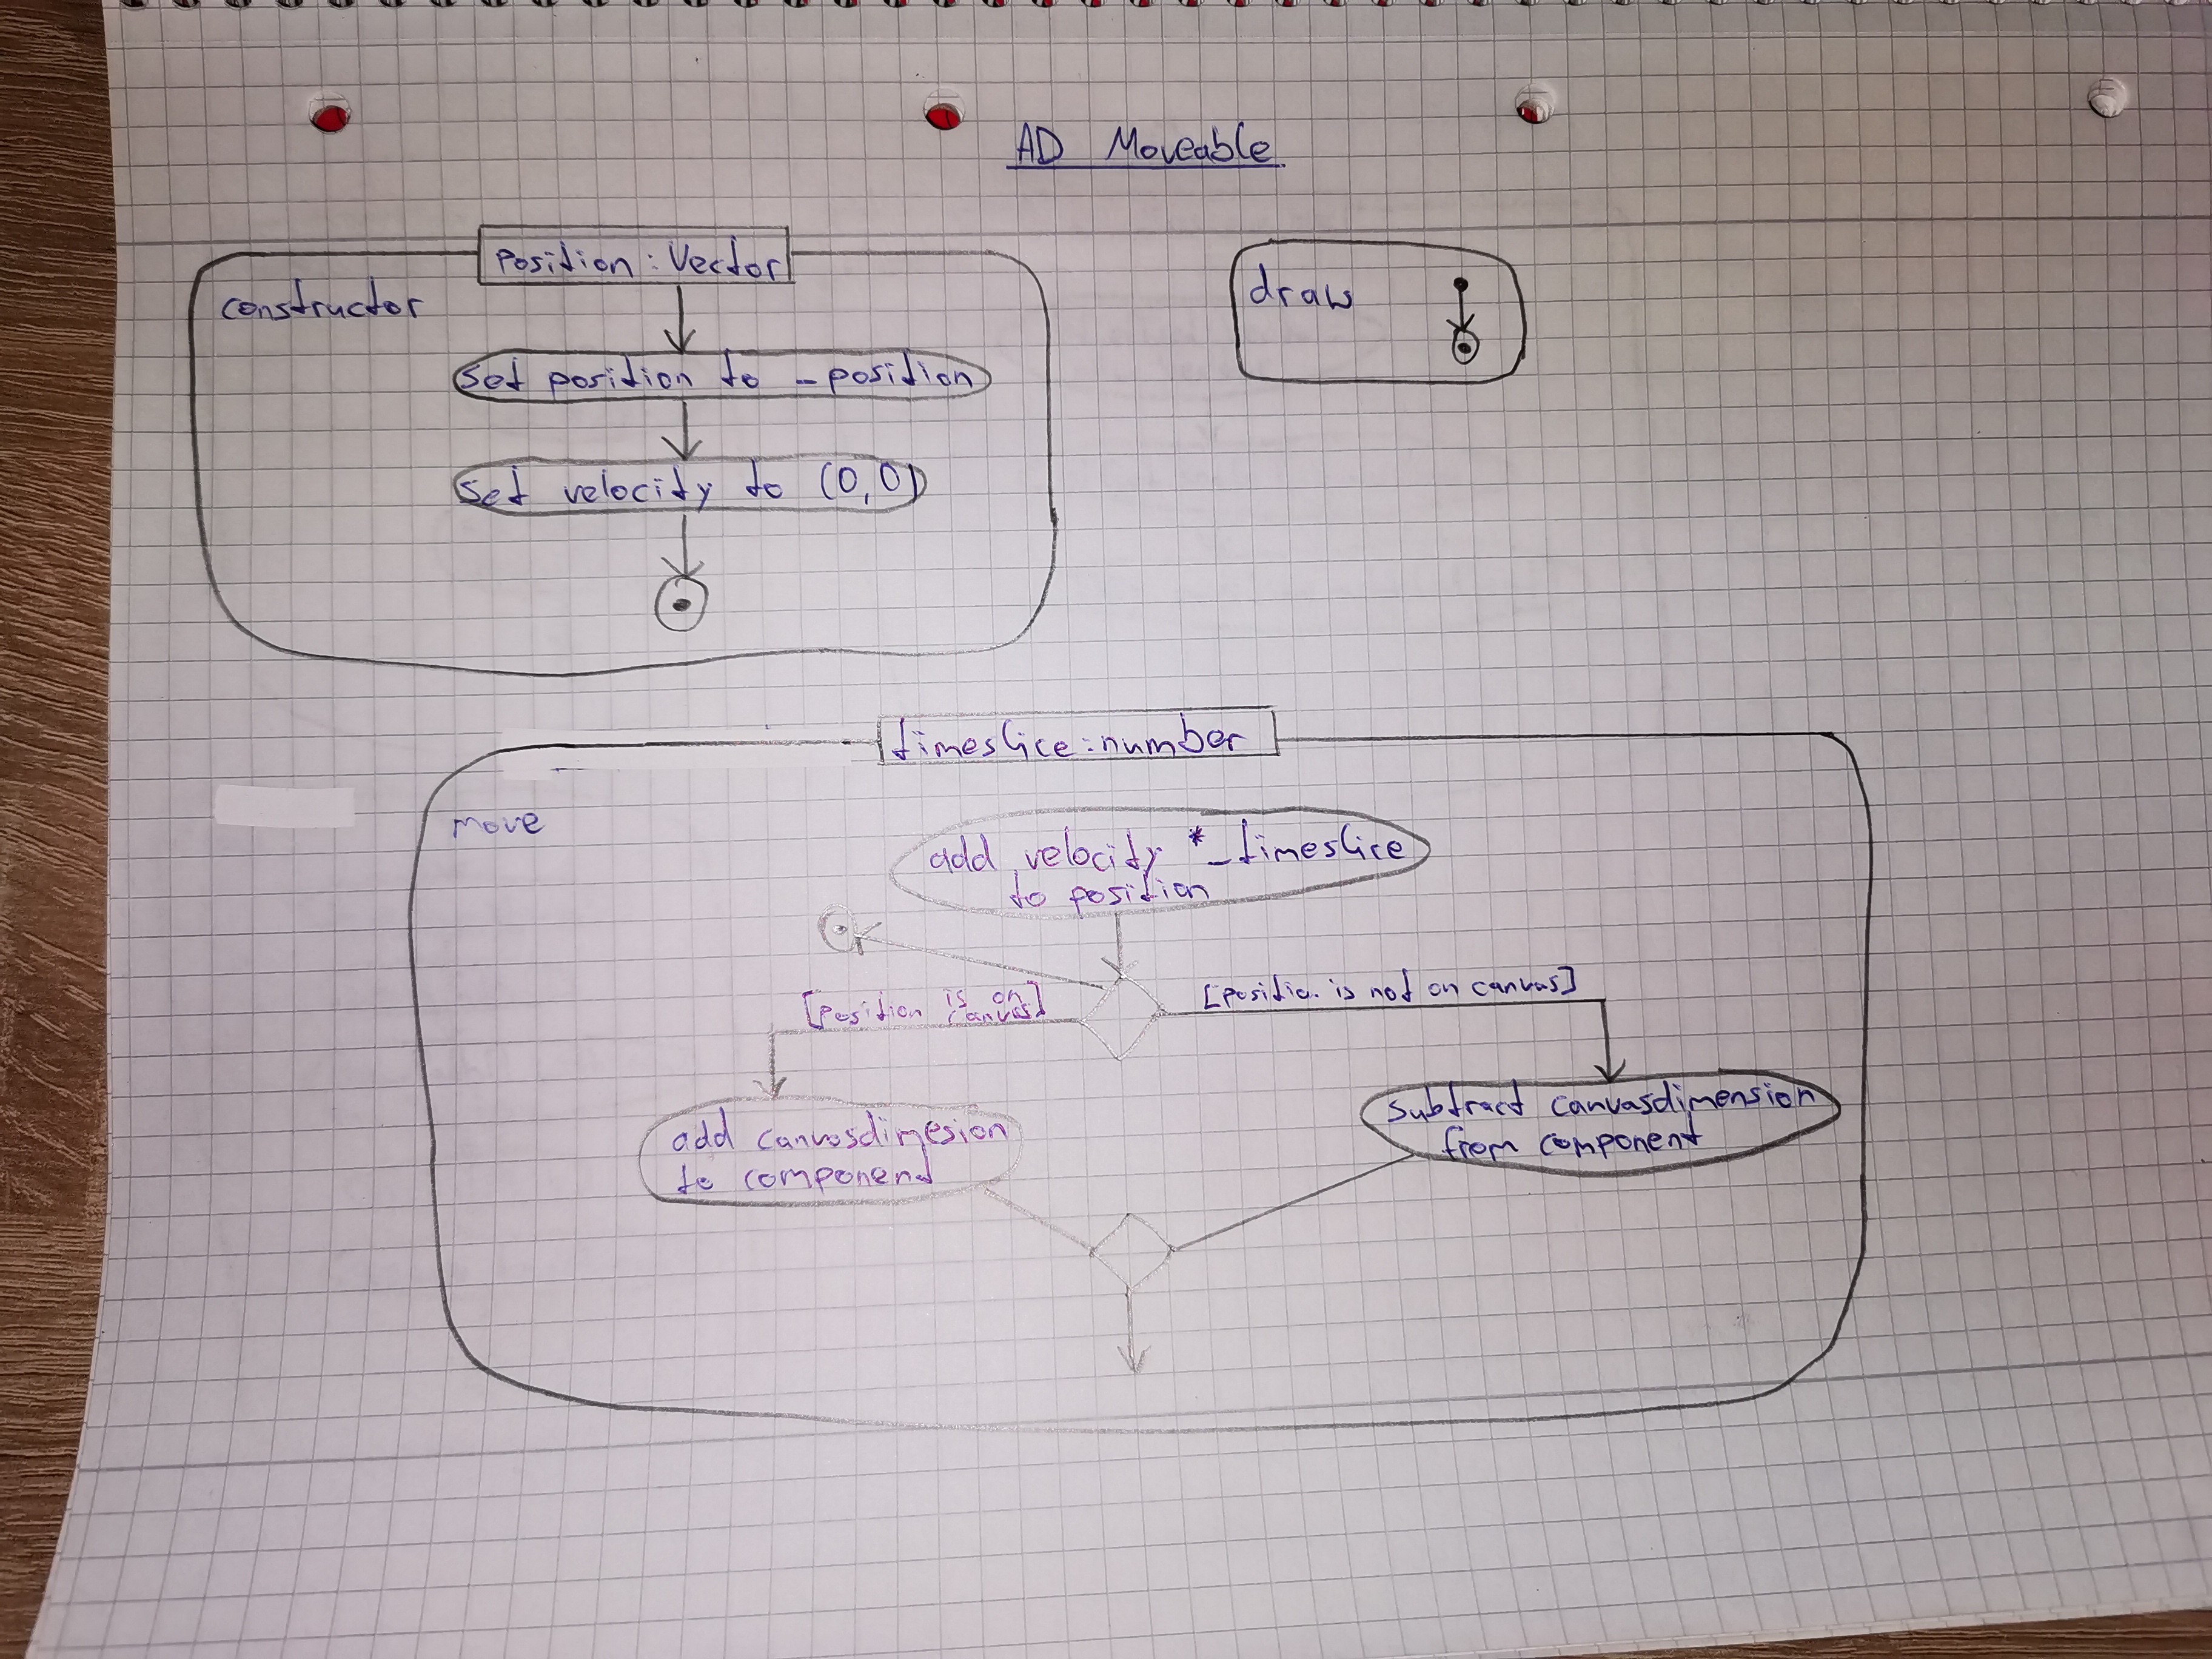 AD Moveable
Position : Vector
constructor
set position to _position
set velocity to (0,0)
draw
timeslice : number
move
add velocity * _timeslice
to position
[Position is on
canvas]
[Position is not on canvas]
add canvasdimesion
to componend
subtract canvasdimension
from component